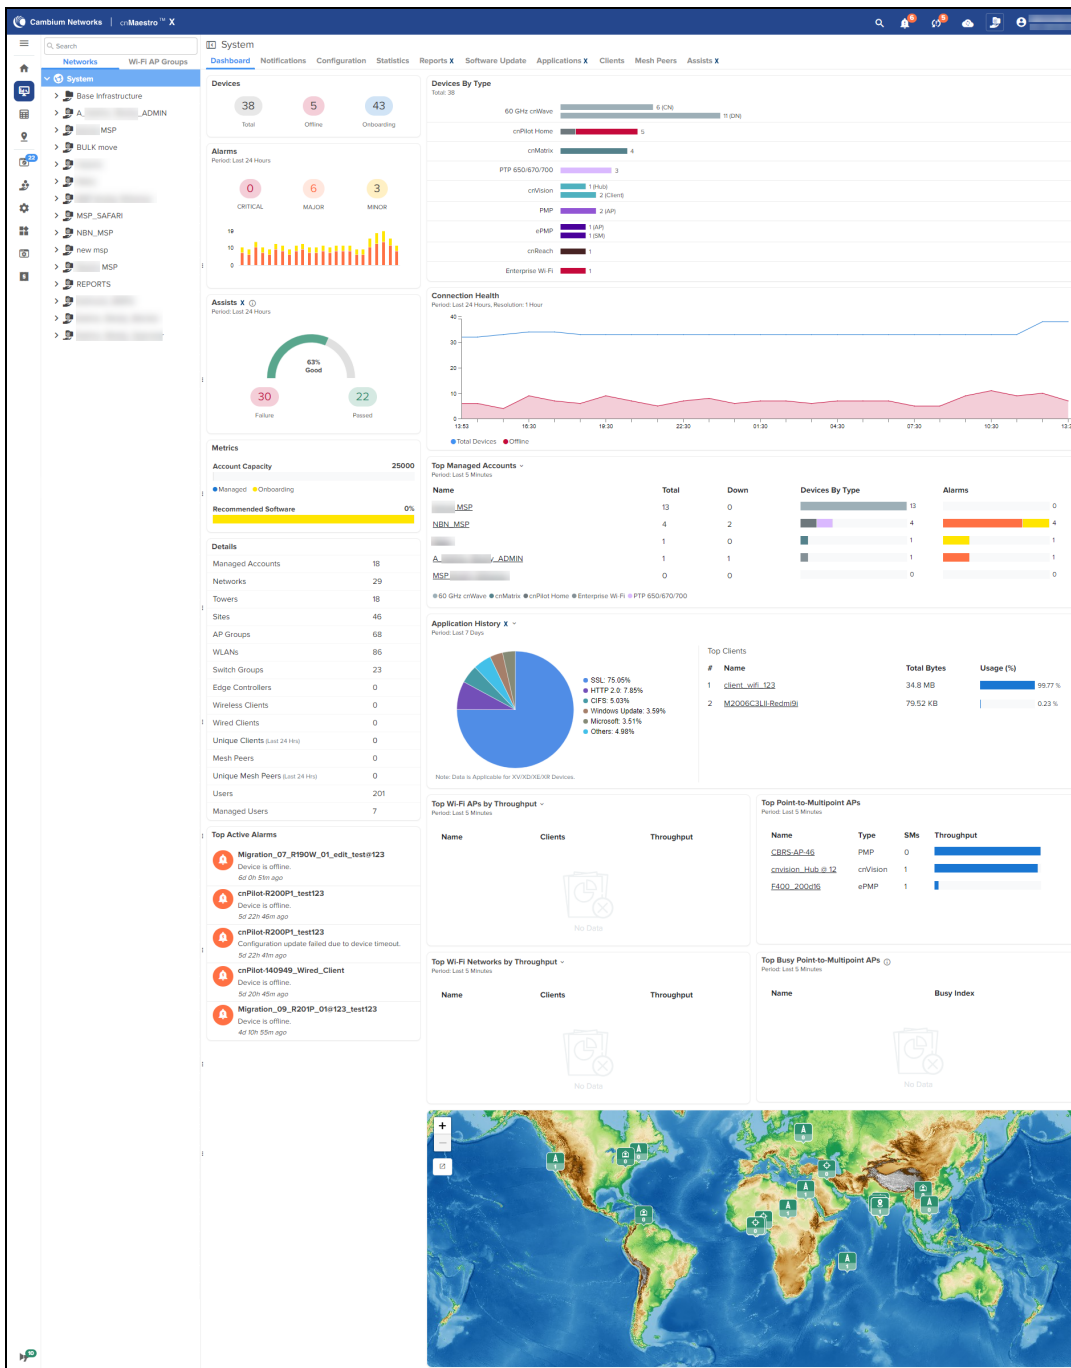 Cambium Networks | cnMaestro™ X
6
5
Search
Networks
Wi-Fi AP Groups
System
Base Infrastructure
A_ _ADMIN
MSP
BULK move
MSP_SAFARI
NBN_MSP
new msp
MSP
REPORTS
22
10
System
Dashboard Notifications Configuration Statistics Reports X Software Update Applications X Clients Mesh Peers Assists X
Devices
38 5 43
Total Offline Onboarding
Alarms
Period: Last 24 Hours
0 6 3
CRITICAL MAJOR MINOR
19
10
0
Assists X
Period: Last 24 Hours
63%
Good
30 22
Failure Passed
Metrics
Account Capacity 25000
Managed Onboarding
Recommended Software 0%
Details
Managed Accounts 18
Networks 29
Towers 18
Sites 46
AP Groups 68
WLANs 86
Switch Groups 23
Edge Controllers 0
Wireless Clients 0
Wired Clients 0
Unique Clients (Last 24 Hrs) 0
Mesh Peers 0
Unique Mesh Peers (Last 24 Hrs) 0
Users 201
Managed Users 7
Top Active Alarms
Migration_07_R190W_01_edit_test@123
Device is offline.
6d 0h 51m ago
cnPilot-R200P1_test123
Device is offline.
5d 22h 46m ago
cnPilot-R200P1_test123
Configuration update failed due to device timeout.
5d 22h 41m ago
cnPilot-140949_Wired_Client
Device is offline.
5d 20h 45m ago
Migration_09_R201P_01@123_test123
Device is offline.
4d 10h 55m ago
Devices By Type
Total: 38
60 GHz cnWave 6 (CN)
11 (DN)
cnPilot Home 5
cnMatrix 4
PTP 650/670/700 3
cnVision 1 (Hub)
2 (Client)
PMP 2 (AP)
ePMP 1 (AP)
1 (SM)
cnReach 1
Enterprise Wi-Fi 1
Connection Health
Period: Last 24 Hours, Resolution: 1 Hour
40
30
20
10
0
13:53 16:30 19:30 22:30 01:30 04:30 07:30 10:30 13:3
Total Devices Offline
Top Managed Accounts
Period: Last 5 Minutes
Name Total Down Devices By Type Alarms
_MSP 13 0 13 0
NBN_MSP 4 2 4 4
1 0 1 1
A_ _ADMIN 1 1 1 1
MSP 0 0 0 0
60 GHz cnWave cnMatrix cnPilot Home Enterprise Wi-Fi PTP 650/670/700
Application History X
Period: Last 7 Days
SSL: 75.05%
HTTP 2.0: 7.85%
CIFS: 5.03%
Windows Update: 3.59%
Microsoft: 3.51%
Others: 4.98%
Note: Data is Applicable for XV/XD/XE/XR Devices.
Top Clients
# Name Total Bytes Usage (%)
1 client_wifi_123 34.8 MB 99.77 %
2 M2006C3LII-Redmi9i 79.52 KB 0.23 %
Top Wi-Fi APs by Throughput
Period: Last 5 Minutes
Name Clients Throughput
No Data
Top Point-to-Multipoint APs
Period: Last 5 Minutes
Name Type SMs Throughput
CBRS-AP-46 PMP 0
cnvision_Hub @ 12 cnVision 1
F400_200d16 ePMP 1
Top Wi-Fi Networks by Throughput
Period: Last 5 Minutes
Name Clients Throughput
No Data
Top Busy Point-to-Multipoint APs
Period: Last 5 Minutes
Name Busy Index
No Data
+
−